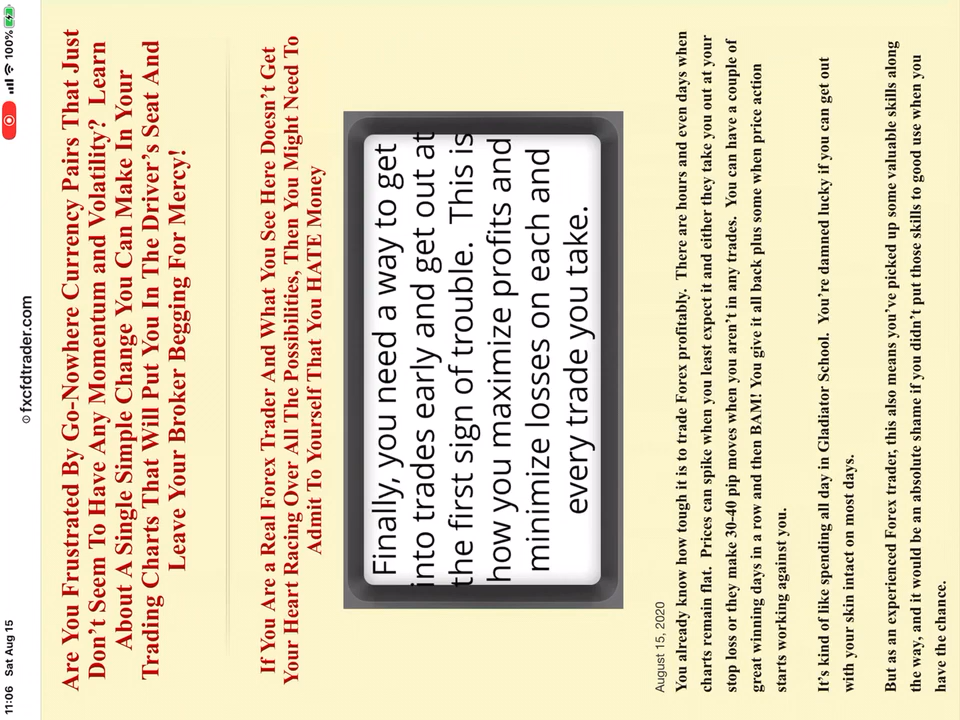 11:06 Sat Aug 15
100%
fxcfdtrader.com
Are You Frustrated By Go-Nowhere Currency Pairs That Just
Don't Seem To Have Any Momentum and Volatility? Learn
About A Single Simple Change You Can Make In Your
Trading Charts That Will Put You In The Driver's Seat And
Leave Your Broker Begging For Mercy!
If You Are a Real Forex Trader And What You See Here Doesn't Get
Your Heart Racing Over All The Possibilities, Then You Might Need To
Admit To Yourself That You HATE Money
Finally, you need a way to get
into trades early and get out at
the first sign of trouble. This is
how you maximize profits and
minimize losses on each and
every trade you take.
August 15, 2020
You already know how tough it is to trade Forex profitably. There are hours and even days when
charts remain flat. Prices can spike when you least expect it and either they take you out at your
stop loss or they make 30-40 pip moves when you aren't in any trades. You can have a couple of
great winning days in a row and then BAM! You give it all back plus some when price action
starts working against you.
It's kind of like spending all day in Gladiator School. You're damned lucky if you can get out
with your skin intact on most days.
But as an experienced Forex trader, this also means you've picked up some valuable skills along
the way, and it would be an absolute shame if you didn't put those skills to good use when you
have the chance.